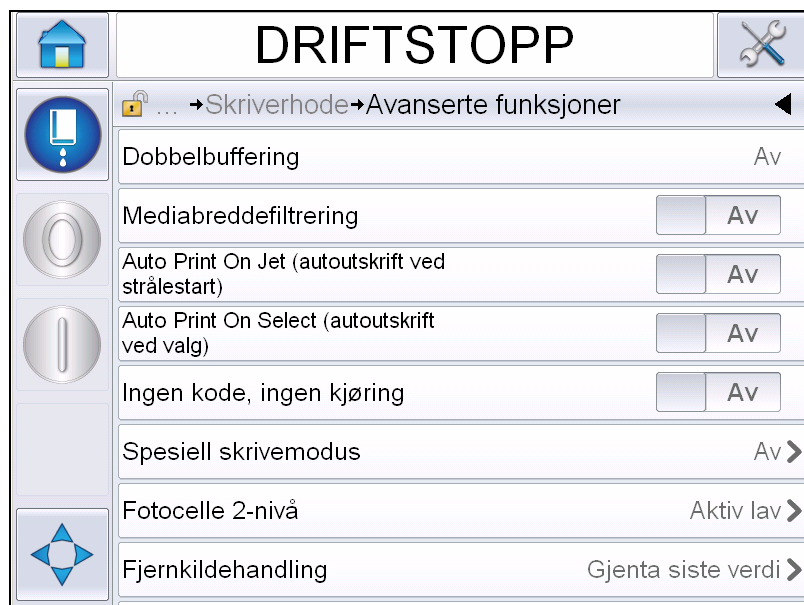 DRIFTSTOPP
... →Skriverhode→Avanserte funksjoner
Dobbelbuffering Av
Mediabreddefiltrering Av
Auto Print On Jet (autoutskrift ved
strålestart) Av
Auto Print On Select (autoutskrift
ved valg) Av
Ingen kode, ingen kjøring Av
Spesiell skrivemodus Av
Fotocelle 2-nivå Aktiv lav
Fjernkildehandling Gjenta siste verdi